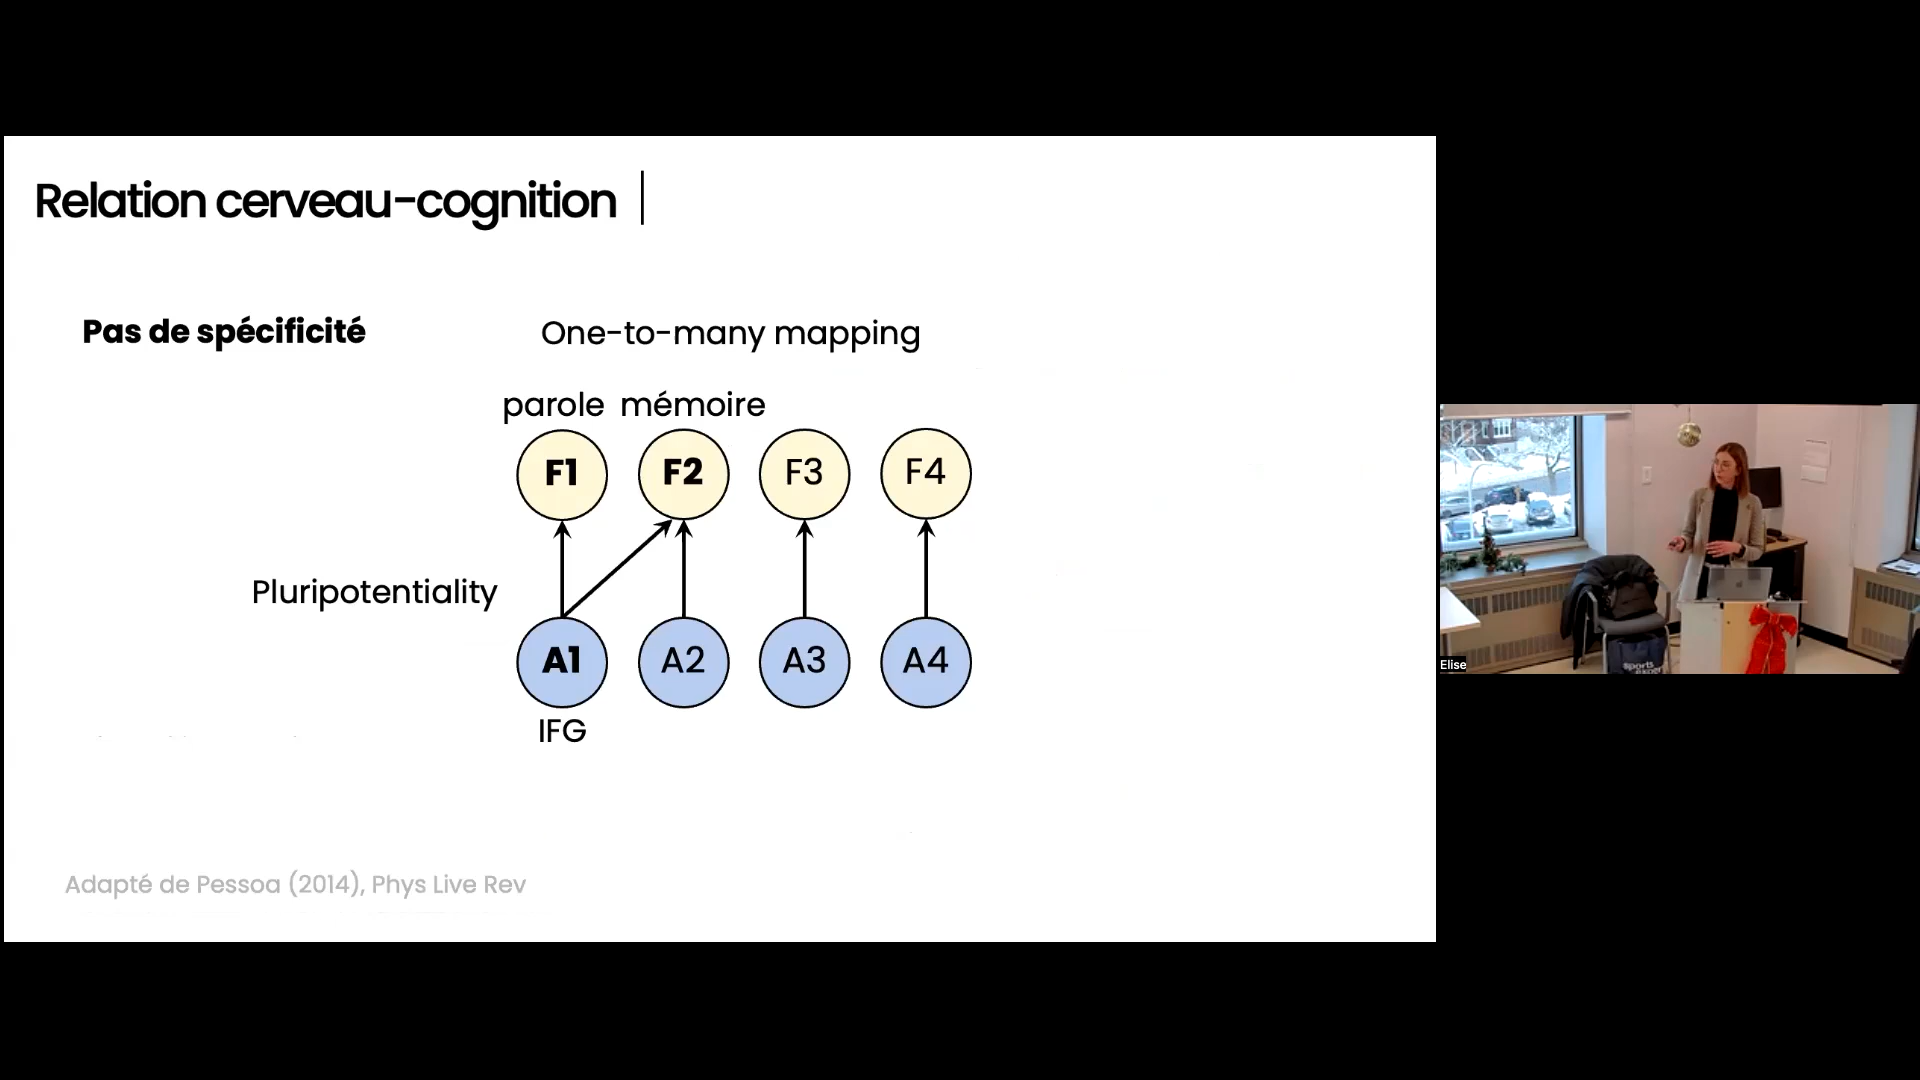 Relation cerveau-cognition
Pas de spécificité
One-to-many mapping
parole mémoire
F1 F2 F3 F4
Pluripotentiality
A1 A2 A3 A4
IFG
Adapté de Pessoa (2014), Phys Live Rev
Elise
sports